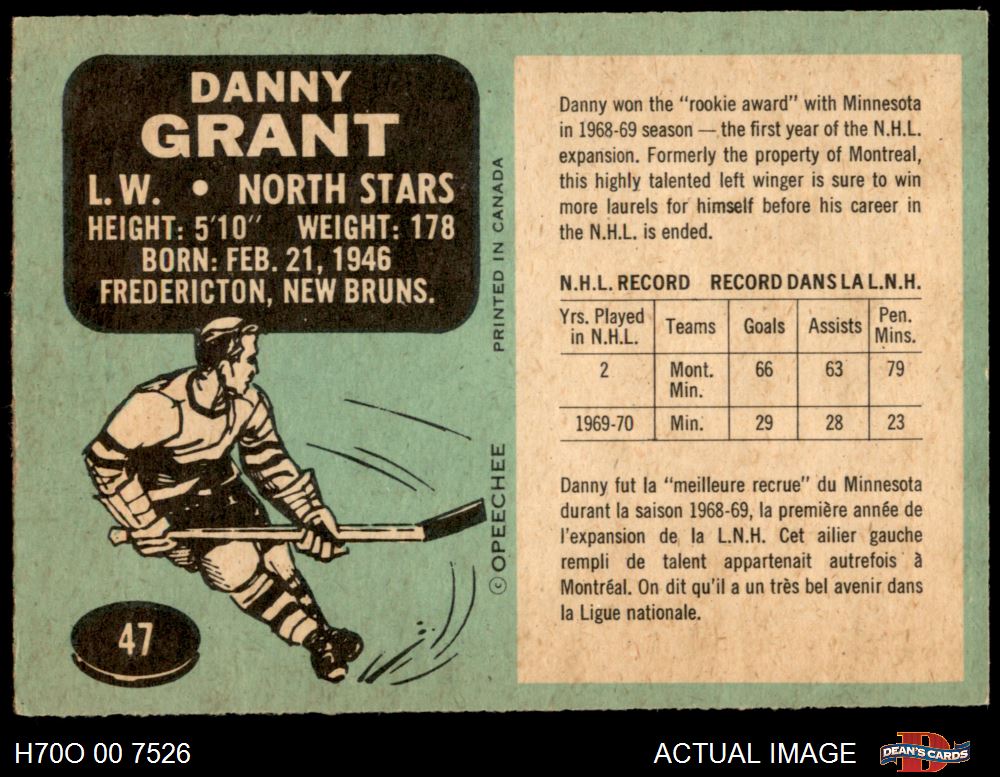 DANNY
GRANT
L.W. • NORTH STARS
HEIGHT: 5'10" WEIGHT: 178
BORN: FEB. 21, 1946
FREDERICTON, NEW BRUNS.
47
© OPEECHEE PRINTED IN CANADA
Danny won the "rookie award" with Minnesota
in 1968-69 season — the first year of the N.H.L.
expansion. Formerly the property of Montreal,
this highly talented left winger is sure to win
more laurels for himself before his career in
the N.H.L. is ended.
N.H.L. RECORD RECORD DANS LA L.N.H.
Yrs. Played in N.H.L. Teams Goals Assists Pen. Mins.
2 Mont. Min. 66 63 79
1969-70 Min. 29 28 23
Danny fut la "meilleure recrue" du Minnesota
durant la saison 1968-69, la première année de
l'expansion de la L.N.H. Cet ailier gauche
rempli de talent appartenait autrefois à
Montréal. On dit qu'il a un très bel avenir dans
la Ligue nationale.
H70O 00 7526
ACTUAL IMAGE
DEAN'S CARDS